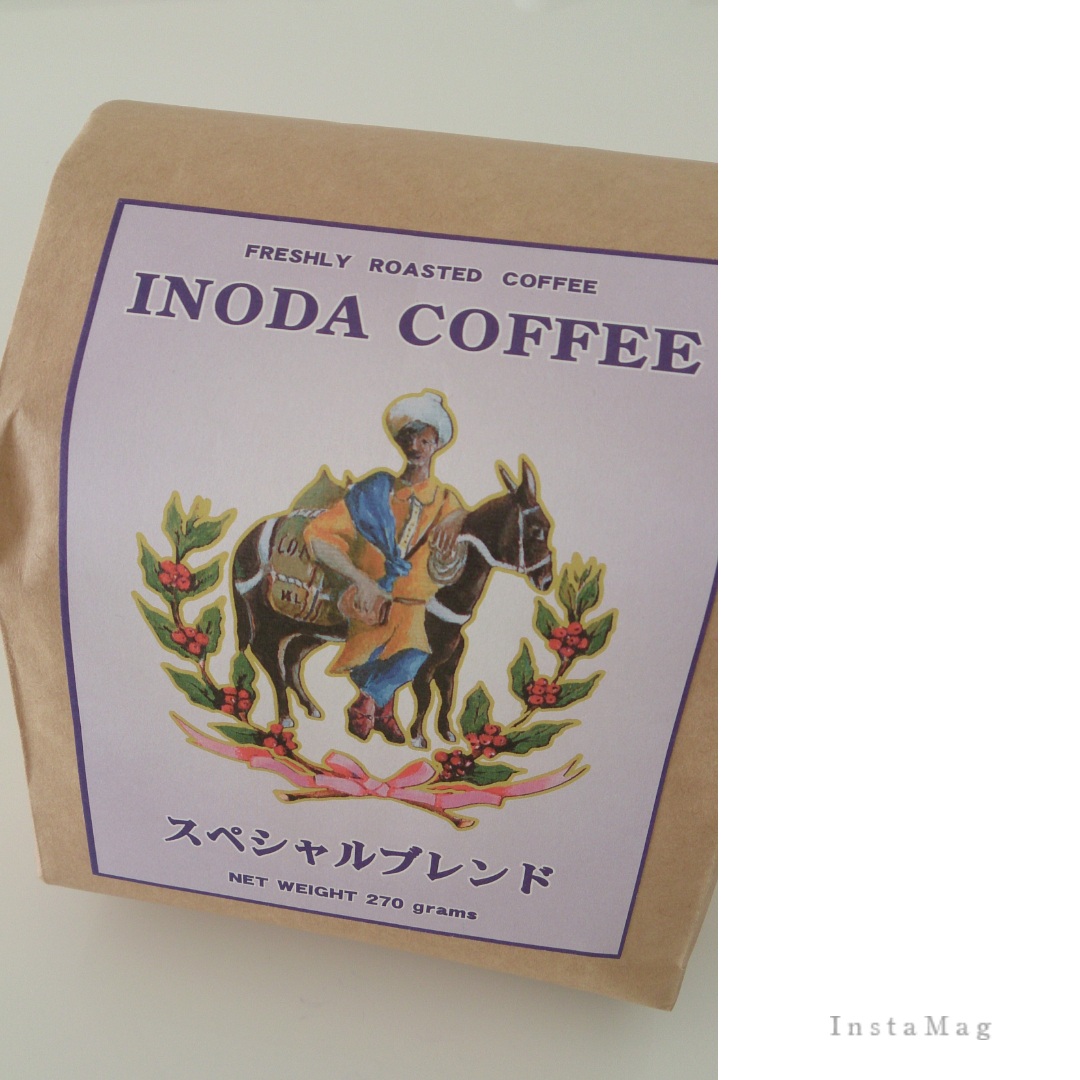 FRESHLY ROASTED COFFEE
INODA COFFEE
スペシャルブレンド
NET WEIGHT 270 grams
InstaMag